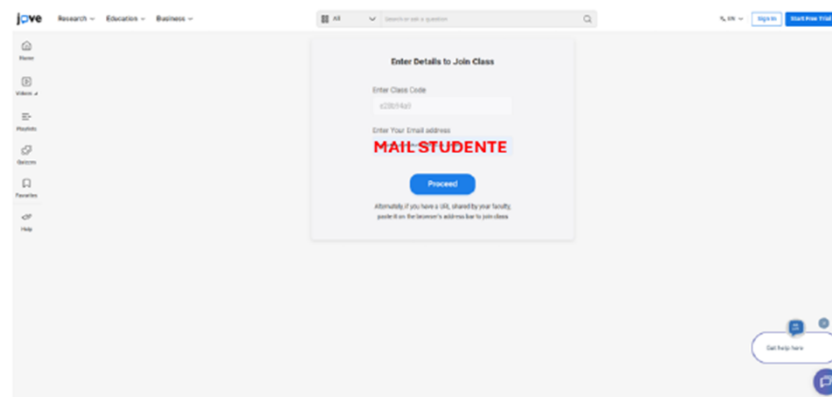 jove
Research
Education
Business
All
Search or ask a question
EN
Sign In
Start Free Trial
Home
Videos
Playlists
Quizzes
Favorites
Help
Enter Details to Join Class
Enter Class Code
Enter Your Email address
MAIL STUDENTE
Proceed
Alternately, if you have a URL, shared by your faculty,
paste it on the browser's address bar to join class
Get help here